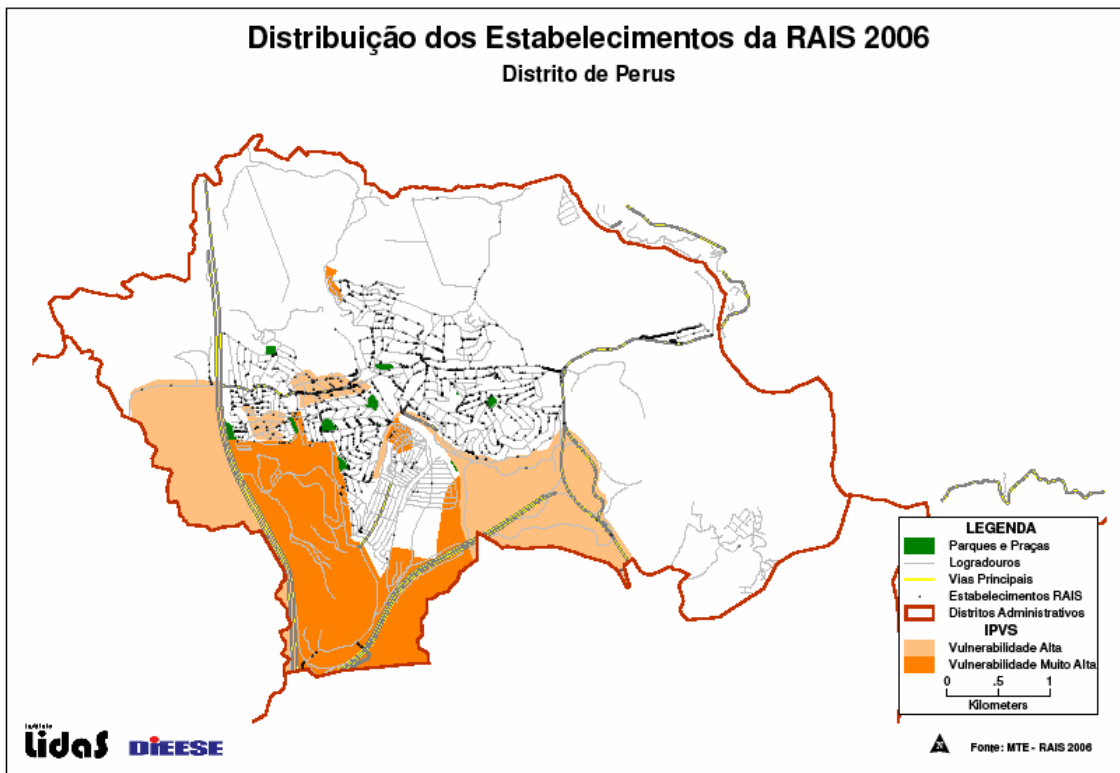 Distribuição dos Estabelecimentos da RAIS 2006
Distrito de Perus
LEGENDA
Parques e Praças
Logradouros
Vias Principais
Estabelecimentos RAIS
Distritos Administrativos
IPVS
Vulnerabilidade Alta
Vulnerabilidade Muito Alta
0 .5 1
Kilometers
Instituto
Lidas
DIEESE
Fonte: MTE - RAIS 2006